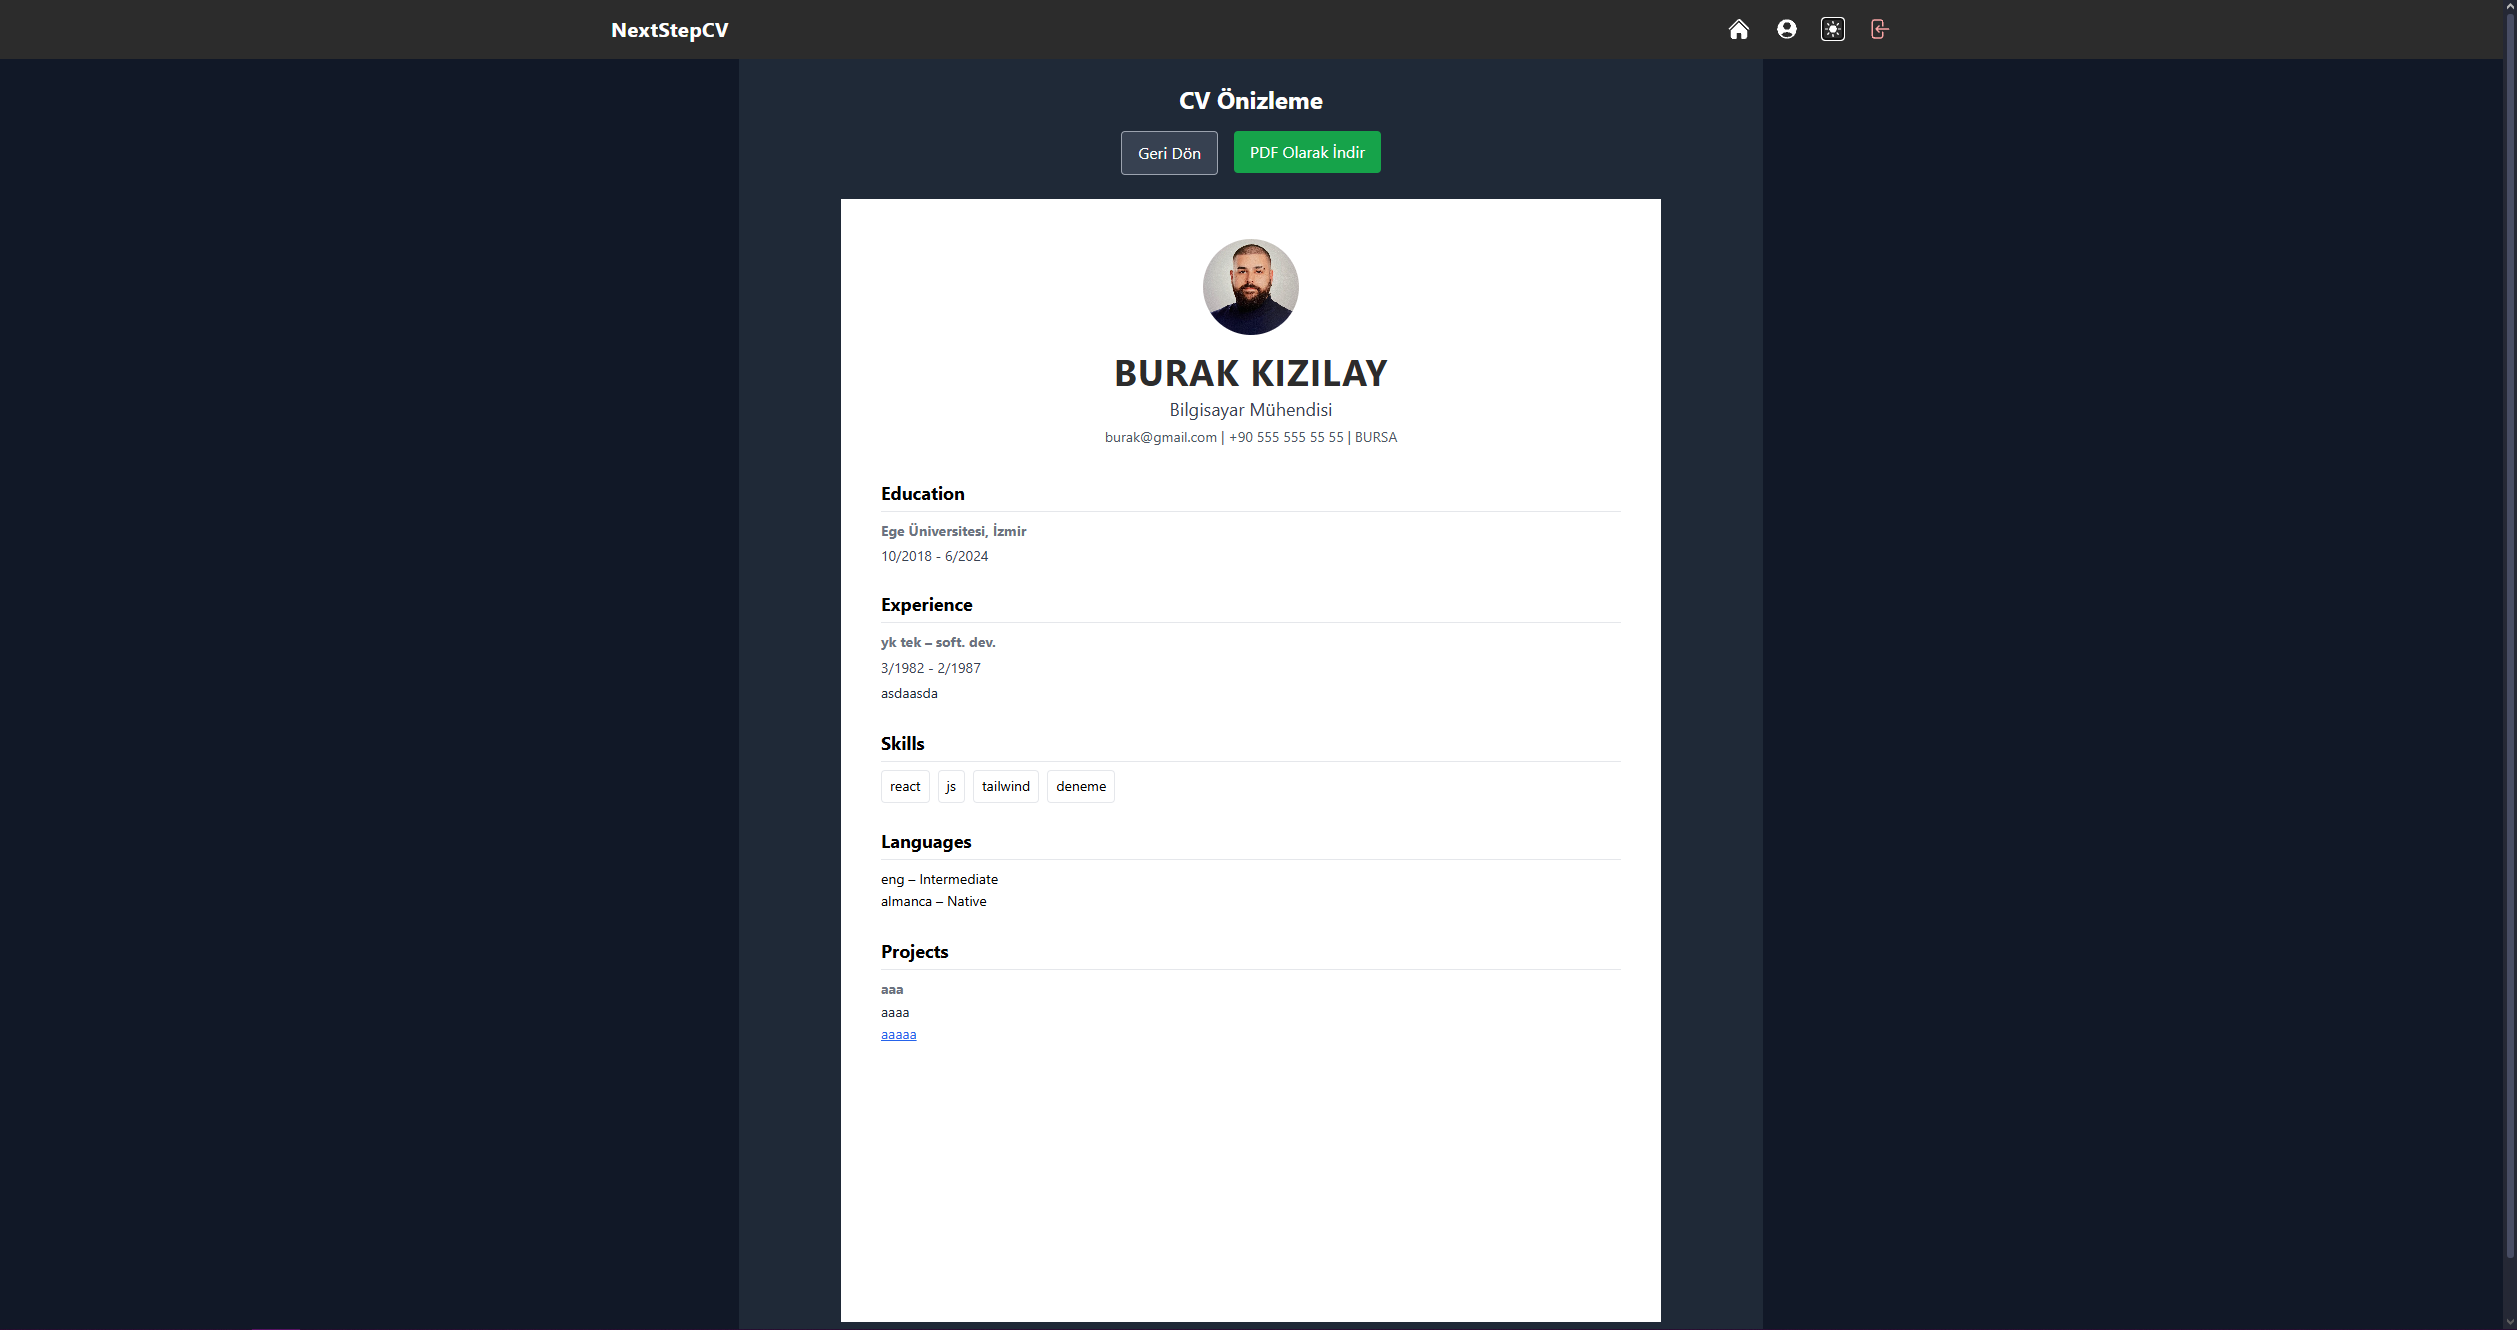 NextStepCV
CV Önizleme
Geri Dön
PDF Olarak İndir
BURAK KIZILAY
Bilgisayar Mühendisi
burak@gmail.com | +90 555 555 55 55 | BURSA
Education
Ege Üniversitesi, İzmir
10/2018 - 6/2024
Experience
yk tek – soft. dev.
3/1982 - 2/1987
asdaasda
Skills
react js tailwind deneme
Languages
eng – Intermediate
almanca – Native
Projects
aaa
aaaa
aaaaa